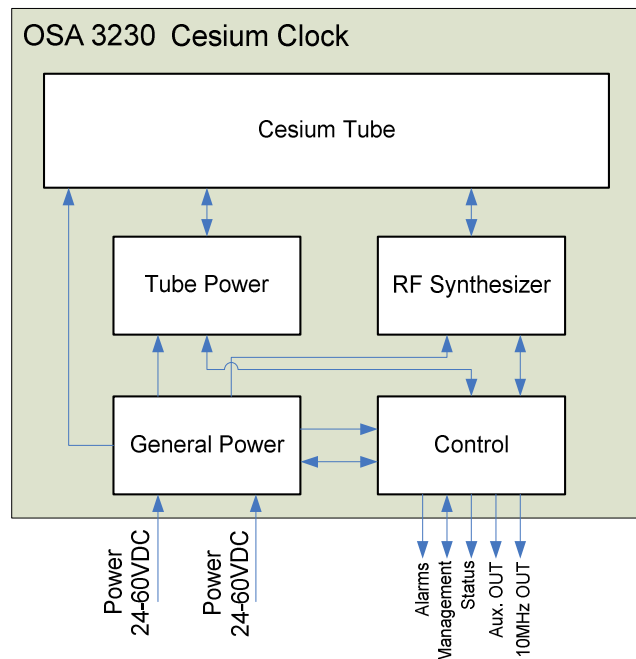 OSA 3230 Cesium Clock
Cesium Tube
Tube Power
RF Synthesizer
General Power
Control
Power
24-60VDC
Power
24-60VDC
Alarms
Management
Status
Aux. OUT
10MHz OUT